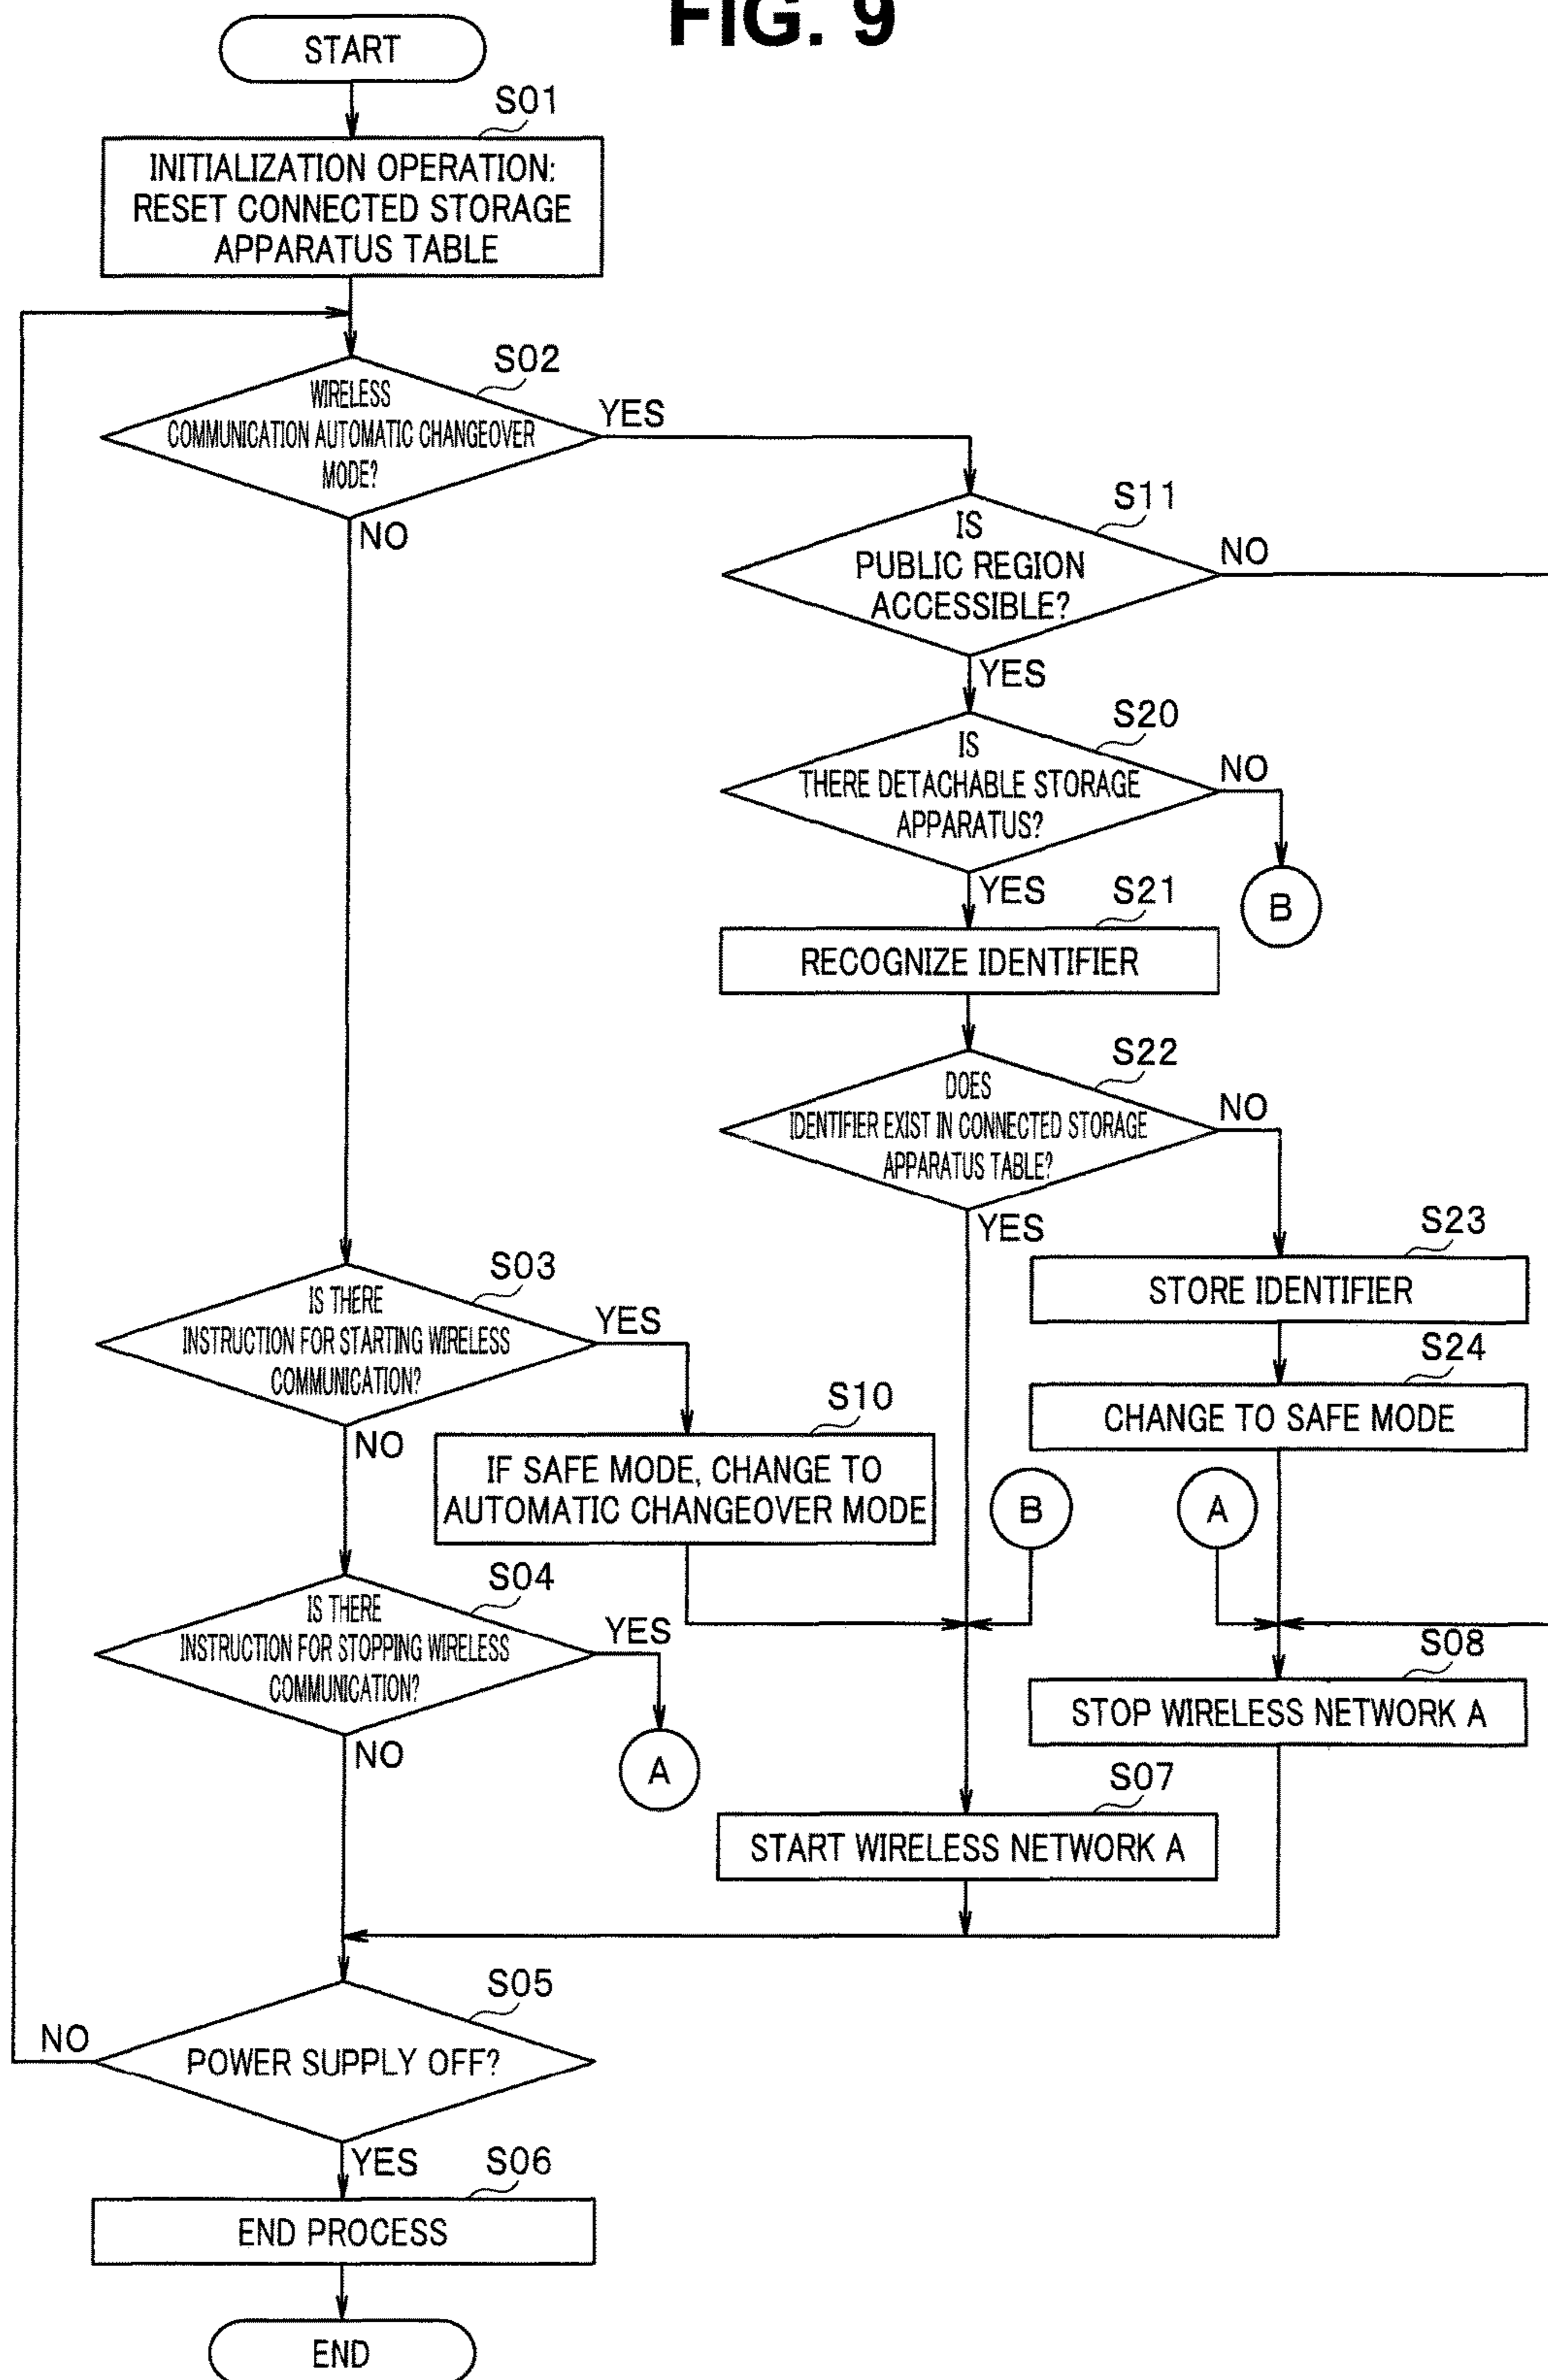 FIG. 9
START
S01
INITIALIZATION OPERATION:
RESET CONNECTED STORAGE
APPARATUS TABLE
S02
WIRELESS
COMMUNICATION AUTOMATIC CHANGEOVER
MODE?
YES
NO
S11
IS
PUBLIC REGION
ACCESSIBLE?
NO
YES
S20
IS
THERE DETACHABLE STORAGE
APPARATUS?
NO
B
YES
S21
RECOGNIZE IDENTIFIER
S22
DOES
IDENTIFIER EXIST IN CONNECTED STORAGE
APPARATUS TABLE?
NO
YES
S23
STORE IDENTIFIER
S24
CHANGE TO SAFE MODE
S03
IS THERE
INSTRUCTION FOR STARTING WIRELESS
COMMUNICATION?
YES
NO
S10
IF SAFE MODE, CHANGE TO
AUTOMATIC CHANGEOVER MODE
B
A
S04
IS THERE
INSTRUCTION FOR STOPPING WIRELESS
COMMUNICATION?
YES
A
NO
S08
STOP WIRELESS NETWORK A
S07
START WIRELESS NETWORK A
S05
POWER SUPPLY OFF?
NO
YES
S06
END PROCESS
END